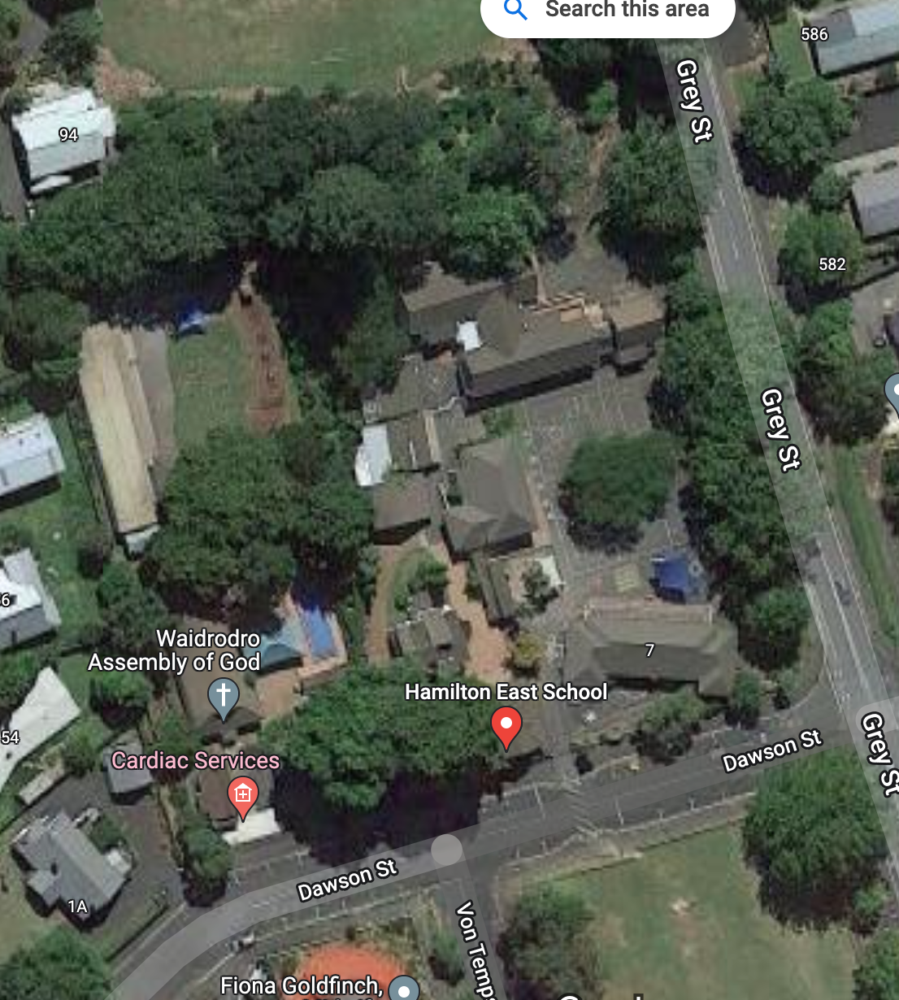 Search this area
586
Grey St
94
582
Grey St
6
Waidrodro
Assembly of God
7
Hamilton East School
54
Cardiac Services
Dawson St
Grey St
Dawson St
1A
Von Temps
Fiona Goldfinch,